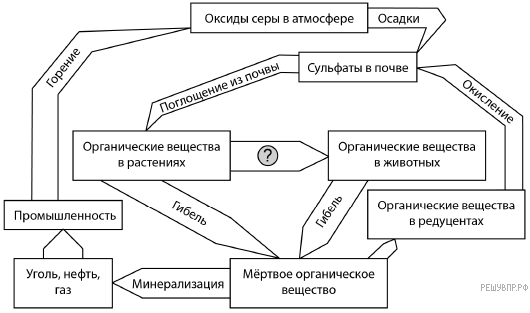 Оксиды серы в атмосфере
Осадки
Горение
Поглощение из почвы
Сульфаты в почве
Окисление
Органические вещества
в растениях
?
Органические вещества
в животных
Гибель
Гибель
Органические вещества
в редуцентах
Промышленность
Уголь, нефть,
газ
Минерализация
Мёртвое органическое
вещество
РЕШУВПР.РФ